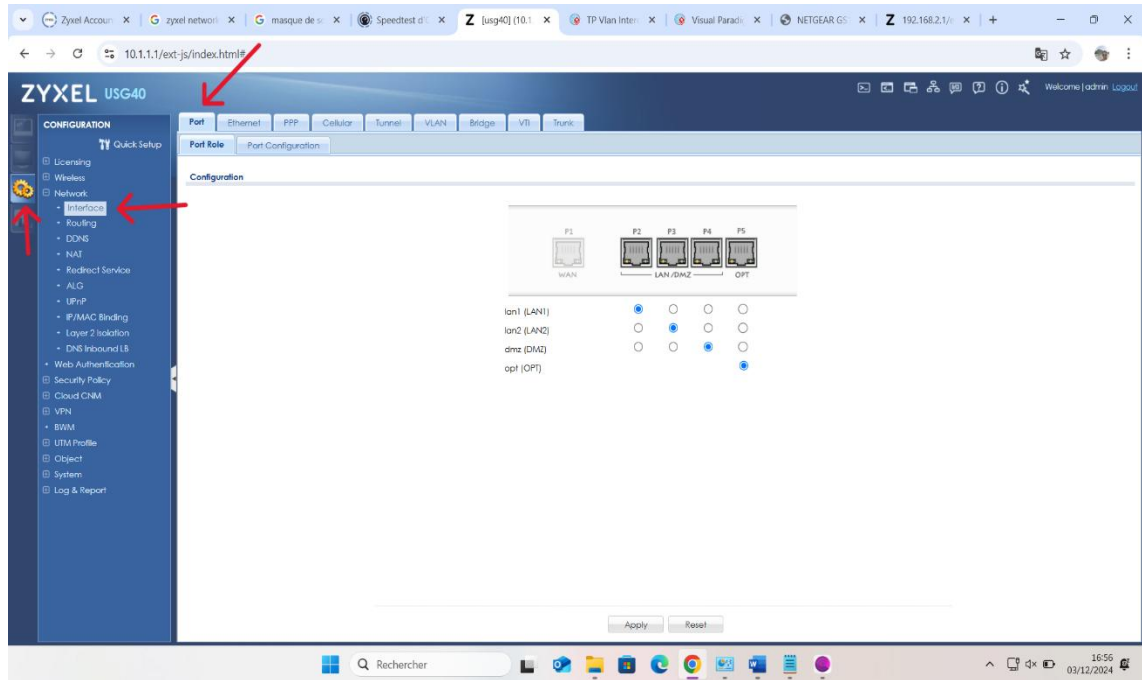 Zyxel Accoun
zyxel network
masque de so
Speedtest d'
[usg40] (10.1
TP Vlan Inter
Visual Paradi
NETGEAR GS
192.168.2.1/
10.1.1.1/ext-js/index.html#
ZYXEL USG40
Welcome | admin Logout
CONFIGURATION
Quick Setup
Licensing
Wireless
Network
Interface
Routing
DDNS
NAT
Redirect Service
ALG
UPnP
IP/MAC Binding
Layer 2 Isolation
DNS Inbound LB
Web Authentication
Security Policy
Cloud CNM
VPN
BWM
UTM Profile
Object
System
Log & Report
Port Ethernet PPP Cellular Tunnel VLAN Bridge VTI Trunk
Port Role Port Configuration
Configuration
P1 P2 P3 P4 P5
WAN LAN/DMZ OPT
lan1 (LAN1)
lan2 (LAN2)
dmz (DMZ)
opt (OPT)
Apply Reset
Rechercher
16:56
03/12/2024